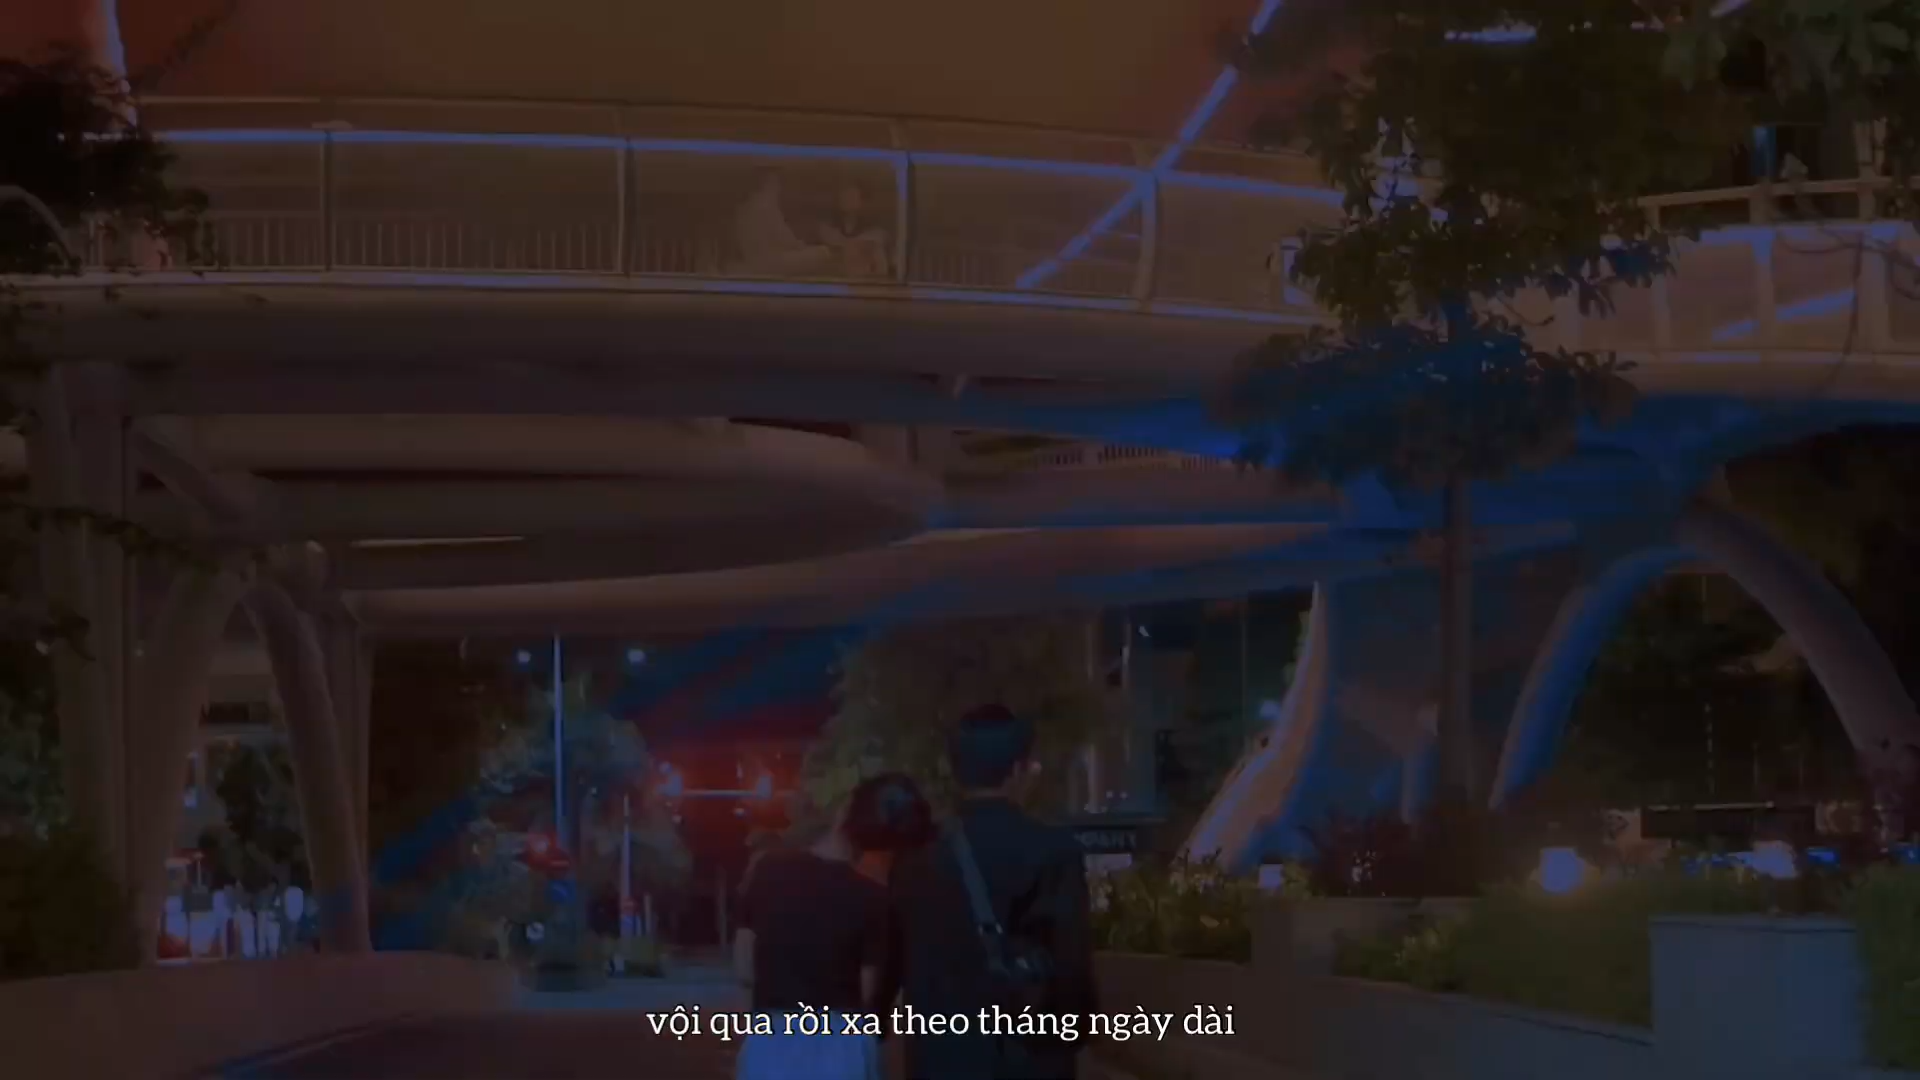 vội qua rồi xa theo tháng ngày dài